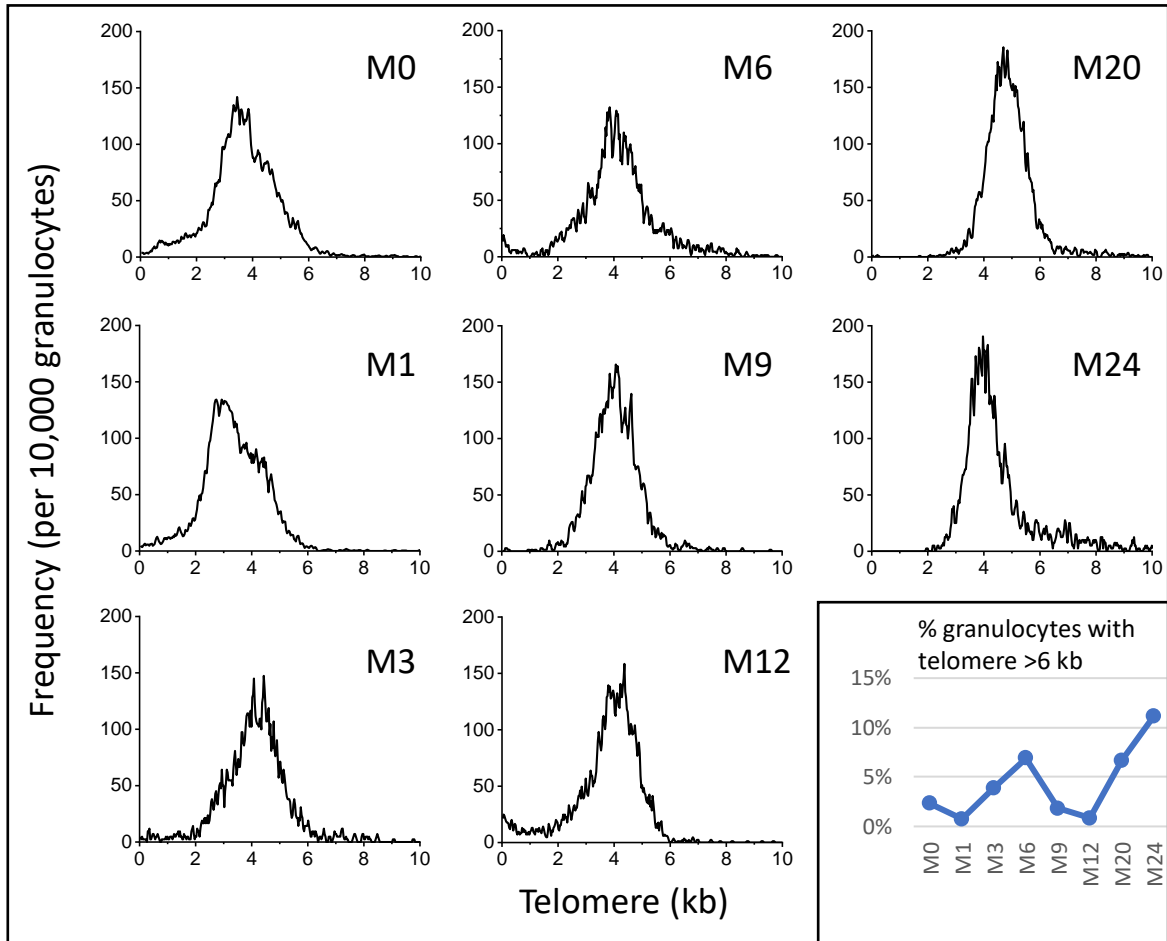 Frequency (per 10,000 granulocytes)
M0
200
150
100
50
0
0 2 4 6 8 10
M6
200
150
100
50
0
0 2 4 6 8 10
M20
200
150
100
50
0
0 2 4 6 8 10
M1
200
150
100
50
0
0 2 4 6 8 10
M9
200
150
100
50
0
0 2 4 6 8 10
M24
200
150
100
50
0
0 2 4 6 8 10
M3
200
150
100
50
0
0 2 4 6 8 10
M12
200
150
100
50
0
0 2 4 6 8 10
Telomere (kb)
% granulocytes with
telomere >6 kb
15%
10%
5%
0%
M0 M1 M3 M6 M9 M12 M20 M24